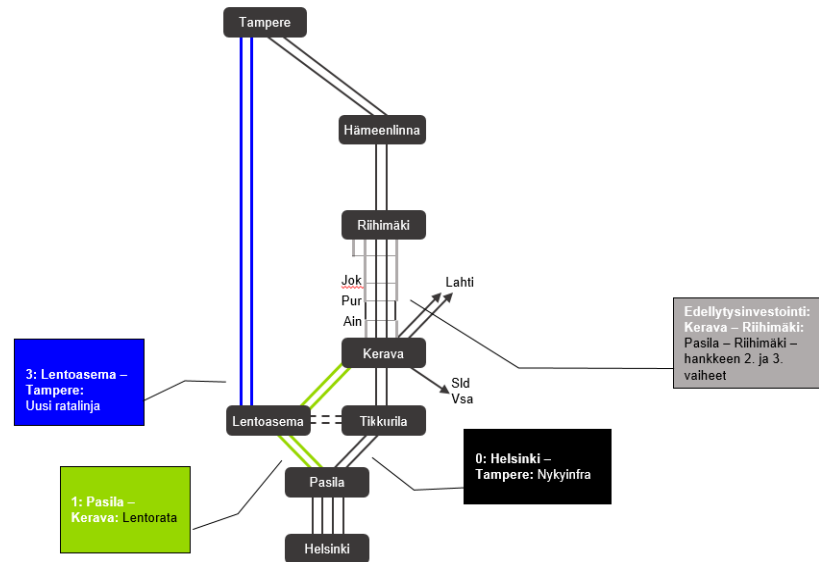 Tampere
Hämeenlinna
Riihimäki
Jok
Pur
Ain
Lahti
Kerava
Sld
Vsa
Edellytysinvestointi:
Kerava – Riihimäki:
Pasila – Riihimäki –
hankkeen 2. ja 3.
vaiheet
3: Lentoasema –
Tampere:
Uusi ratalinja
Lentoasema
Tikkurila
0: Helsinki –
Tampere: Nykyinfra
1: Pasila –
Kerava: Lentorata
Pasila
Helsinki